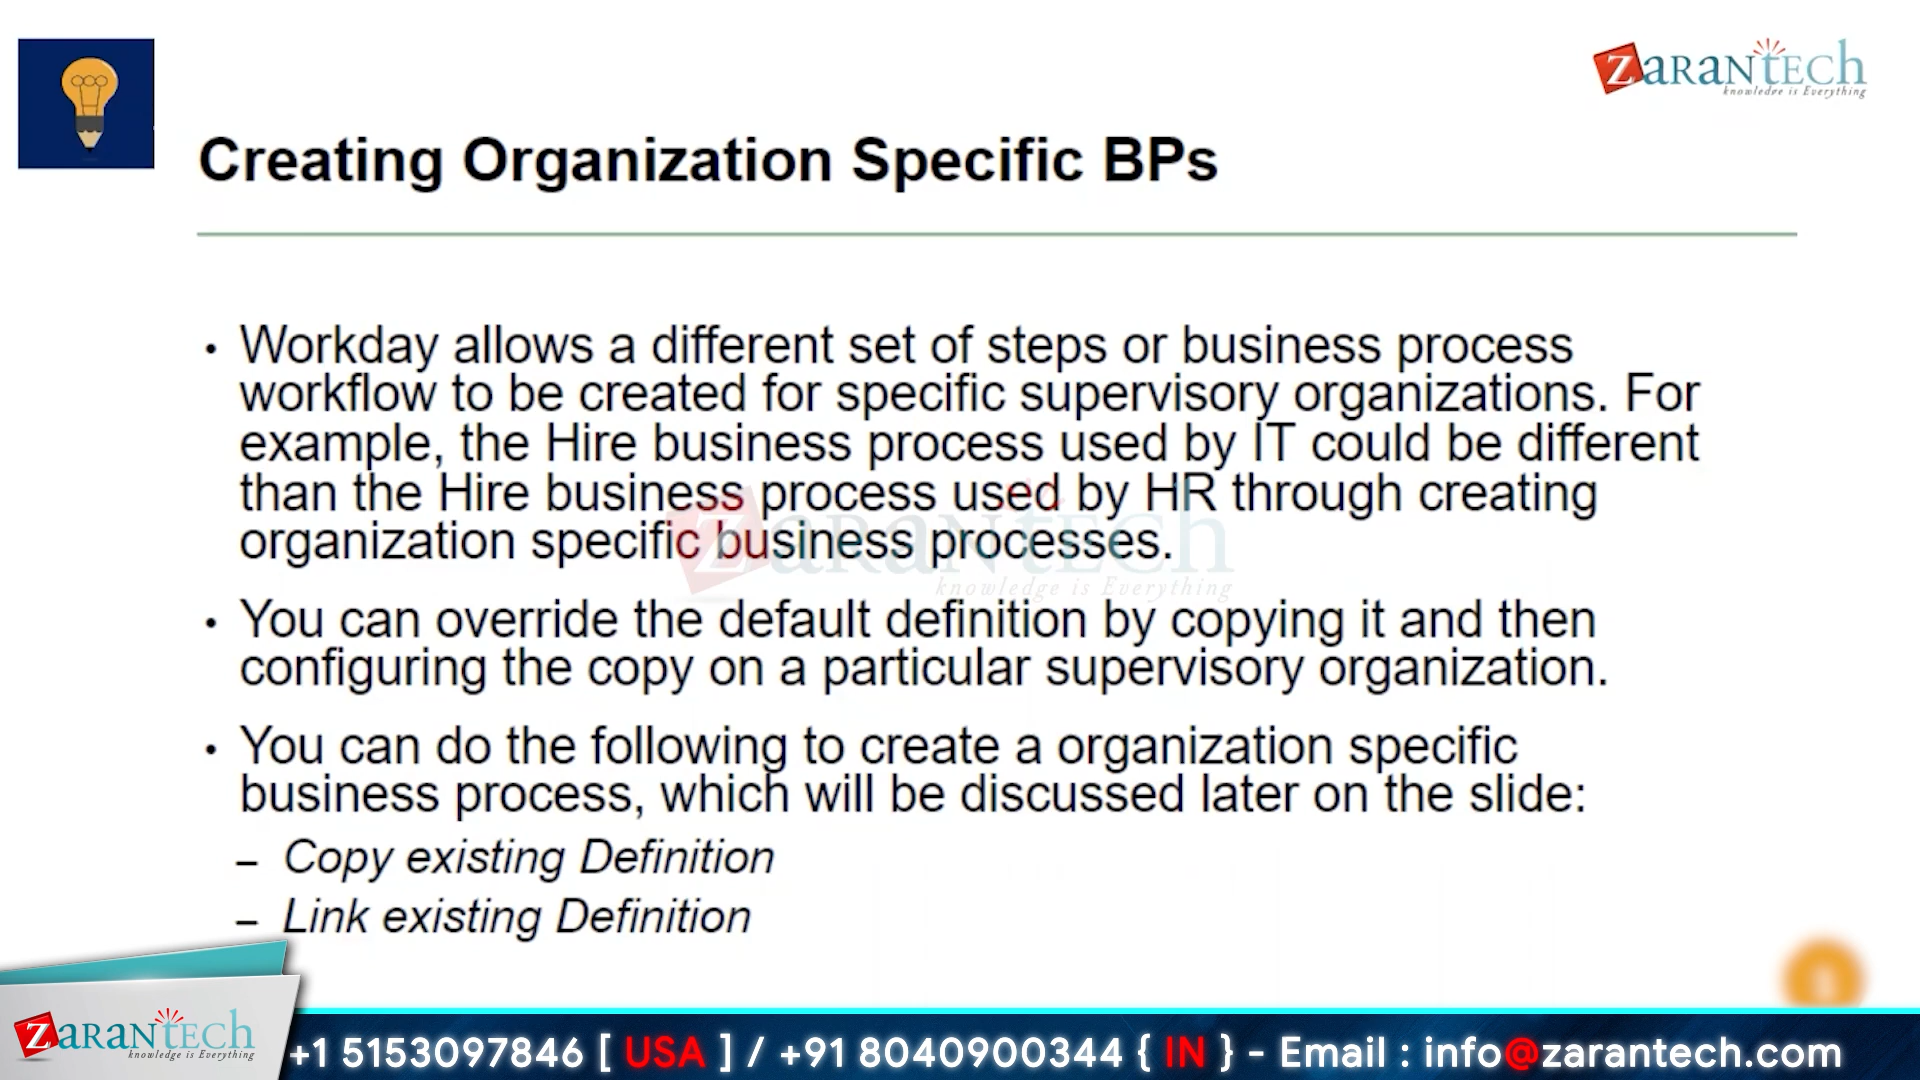 ZARANTECH
knowledge is Everything
Creating Organization Specific BPs
• Workday allows a different set of steps or business process
workflow to be created for specific supervisory organizations. For
example, the Hire business process used by IT could be different
than the Hire business process used by HR through creating
organization specific business processes.
ZARANTECH
knowledge is Everything
• You can override the default definition by copying it and then
configuring the copy on a particular supervisory organization.
• You can do the following to create a organization specific
business process, which will be discussed later on the slide:
– Copy existing Definition
– Link existing Definition
ZARANTECH
knowledge is Everything
+1 5153097846 [ USA ] / +91 8040900344 { IN } - Email : info@zarantech.com